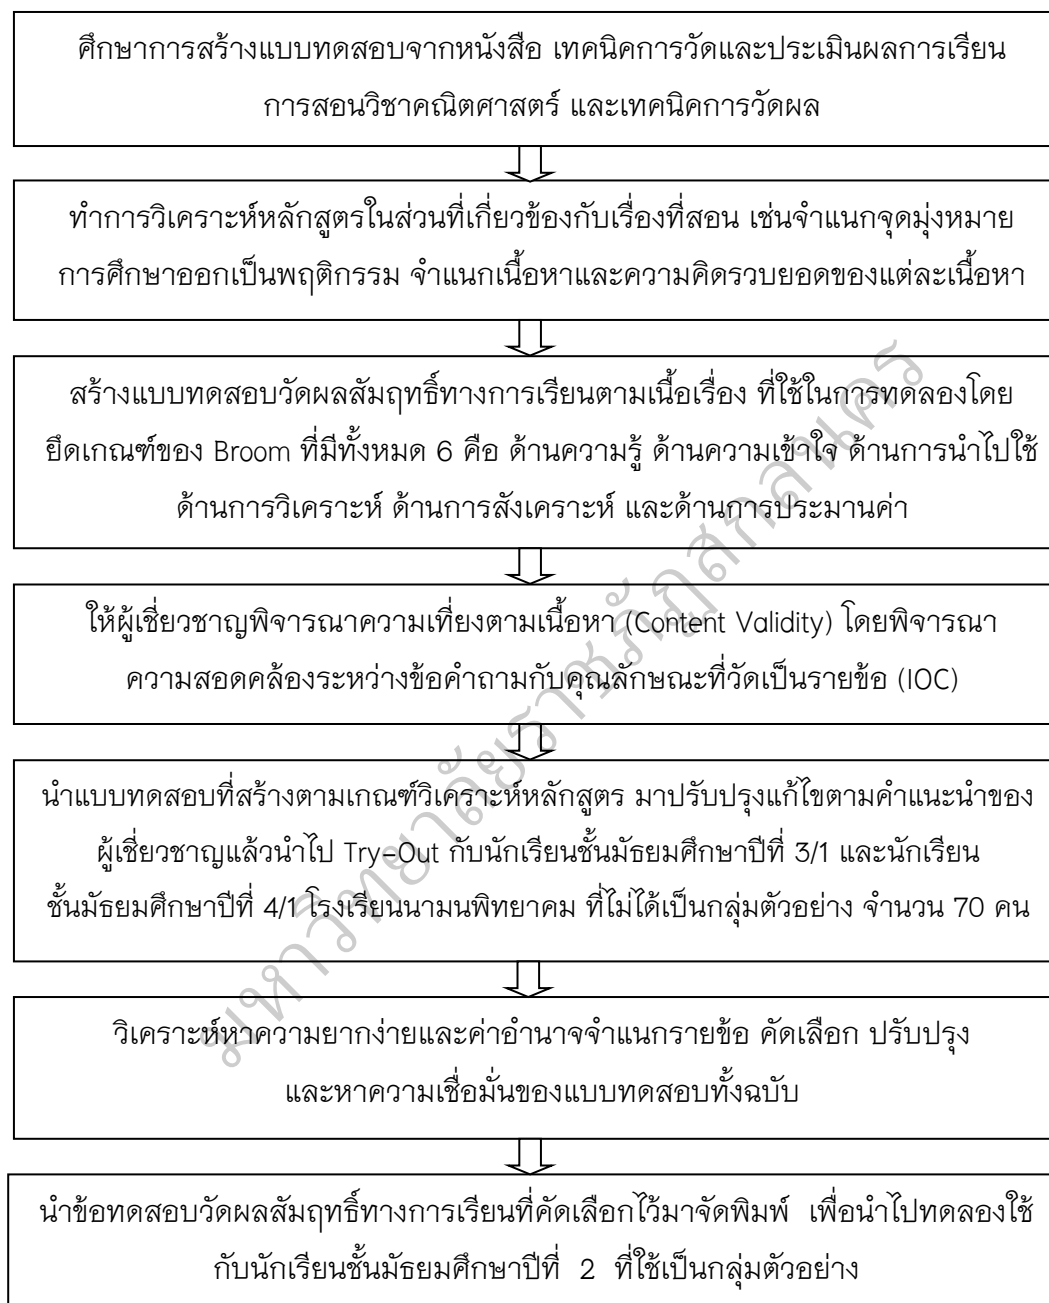 ศึกษาการสร้างแบบทดสอบจากหนังสือ เทคนิคการวัดและประเมินผลการเรียน
การสอนวิชาคณิตศาสตร์ และเทคนิคการวัดผล
ทำการวิเคราะห์หลักสูตรในส่วนที่เกี่ยวข้องกับเรื่องที่สอน เช่นจำแนกจุดมุ่งหมาย
การศึกษาออกเป็นพฤติกรรม จำแนกเนื้อหาและความคิดรวบยอดของแต่ละเนื้อหา
สร้างแบบทดสอบวัดผลสัมฤทธิ์ทางการเรียนตามเนื้อเรื่อง ที่ใช้ในการทดลองโดย
ยึดเกณฑ์ของ Broom ที่มีทั้งหมด 6 คือ ด้านความรู้ ด้านความเข้าใจ ด้านการนำไปใช้
ด้านการวิเคราะห์ ด้านการสังเคราะห์ และด้านการประมานค่า
ให้ผู้เชี่ยวชาญพิจารณาความเที่ยงตามเนื้อหา (Content Validity) โดยพิจารณา
ความสอดคล้องระหว่างข้อคำถามกับคุณลักษณะที่วัดเป็นรายข้อ (IOC)
นำแบบทดสอบที่สร้างตามเกณฑ์วิเคราะห์หลักสูตร มาปรับปรุงแก้ไขตามคำแนะนำของ
ผู้เชี่ยวชาญแล้วนำไป Try-Out กับนักเรียนชั้นมัธยมศึกษาปีที่ 3/1 และนักเรียน
ชั้นมัธยมศึกษาปีที่ 4/1 โรงเรียนนามนพิทยาคม ที่ไม่ได้เป็นกลุ่มตัวอย่าง จำนวน 70 คน
วิเคราะห์หาความยากง่ายและค่าอำนาจจำแนกรายข้อ คัดเลือก ปรับปรุง
และหาความเชื่อมั่นของแบบทดสอบทั้งฉบับ
นำข้อทดสอบวัดผลสัมฤทธิ์ทางการเรียนที่คัดเลือกไว้มาจัดพิมพ์ เพื่อนำไปทดลองใช้
กับนักเรียนชั้นมัธยมศึกษาปีที่ 2 ที่ใช้เป็นกลุ่มตัวอย่าง
มหาวิทยาลัยราชภัฏสกลนคร